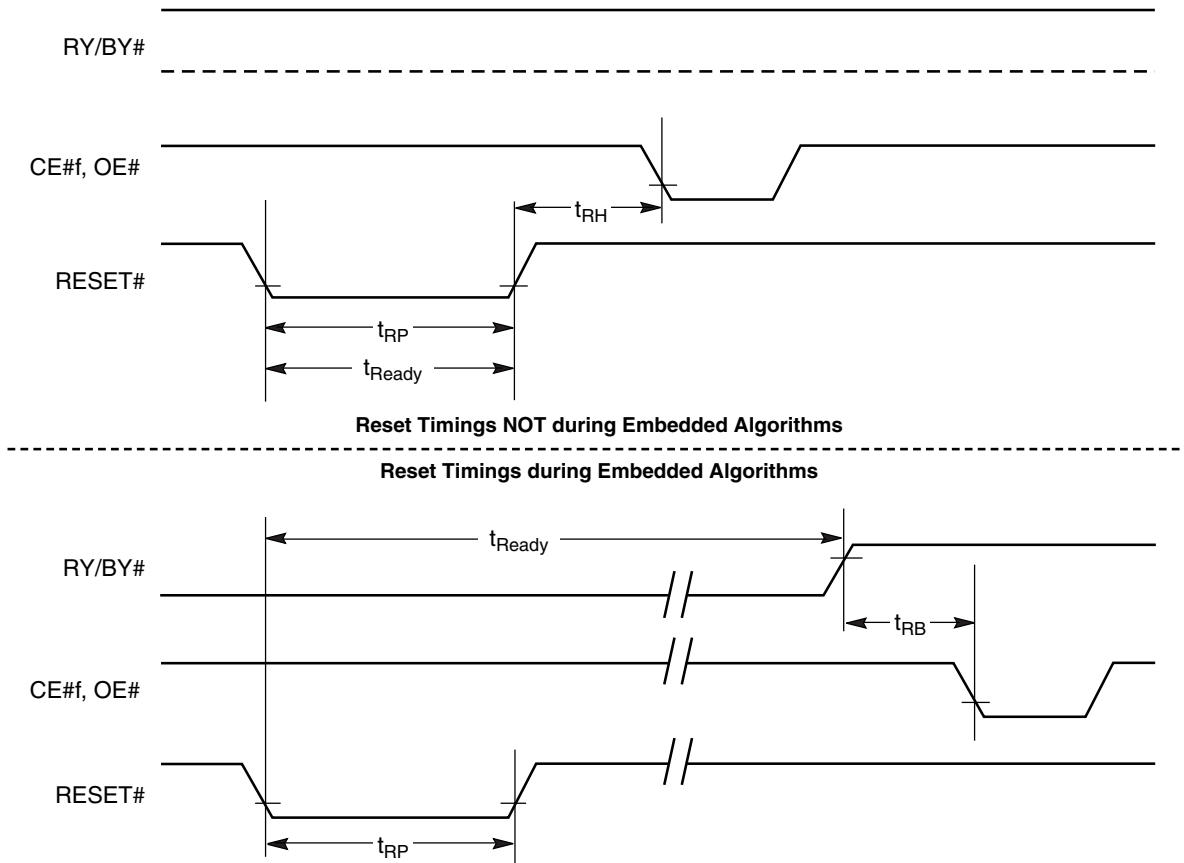 RY/BY#
CE#f, OE#
tRH
RESET#
tRP
tReady
Reset Timings NOT during Embedded Algorithms
Reset Timings during Embedded Algorithms
tReady
RY/BY#
tRB
CE#f, OE#
RESET#
tRP